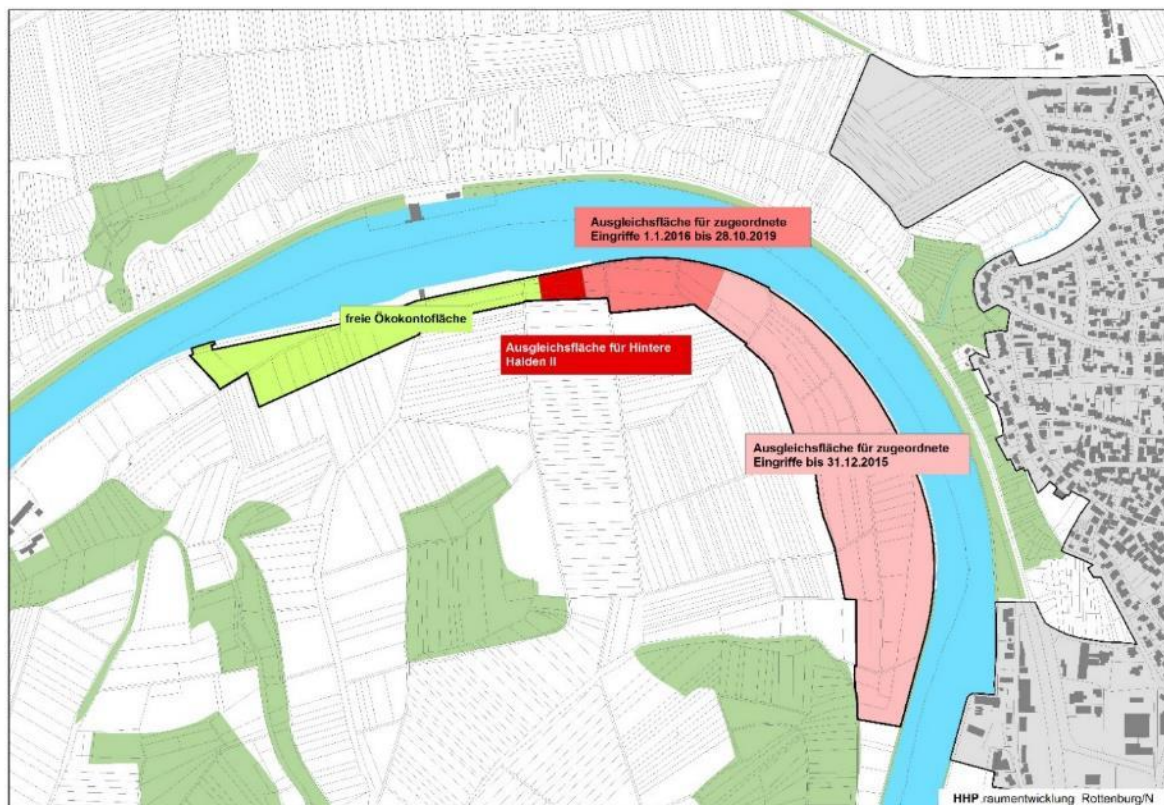 Ausgleichsfläche für zugeordnete
Eingriffe 1.1.2016 bis 28.10.2019
freie Ökokontofläche
Ausgleichsfläche für Hintere
Halden II
Ausgleichsfläche für zugeordnete
Eingriffe bis 31.12.2015
HHP raumentwicklung Rottenburg/N